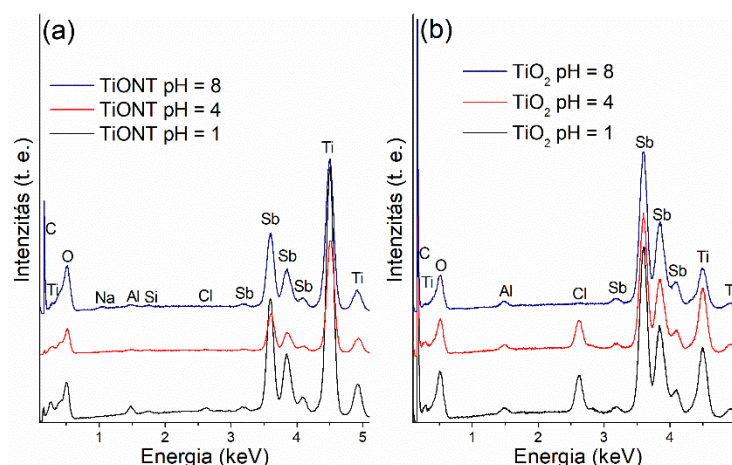 (a)
TiONT pH = 8
TiONT pH = 4
TiONT pH = 1
Intenzitás (t. e.)
C
Ti
O
Na
Al
Si
Cl
Sb
Sb
Sb
Sb
Ti
Ti
1 2 3 4 5
Energia (keV)
(b)
TiO₂ pH = 8
TiO₂ pH = 4
TiO₂ pH = 1
Intenzitás (t. e.)
C
Ti
O
Al
Cl
Sb
Sb
Sb
Sb
Ti
1 2 3 4
Energia (keV)